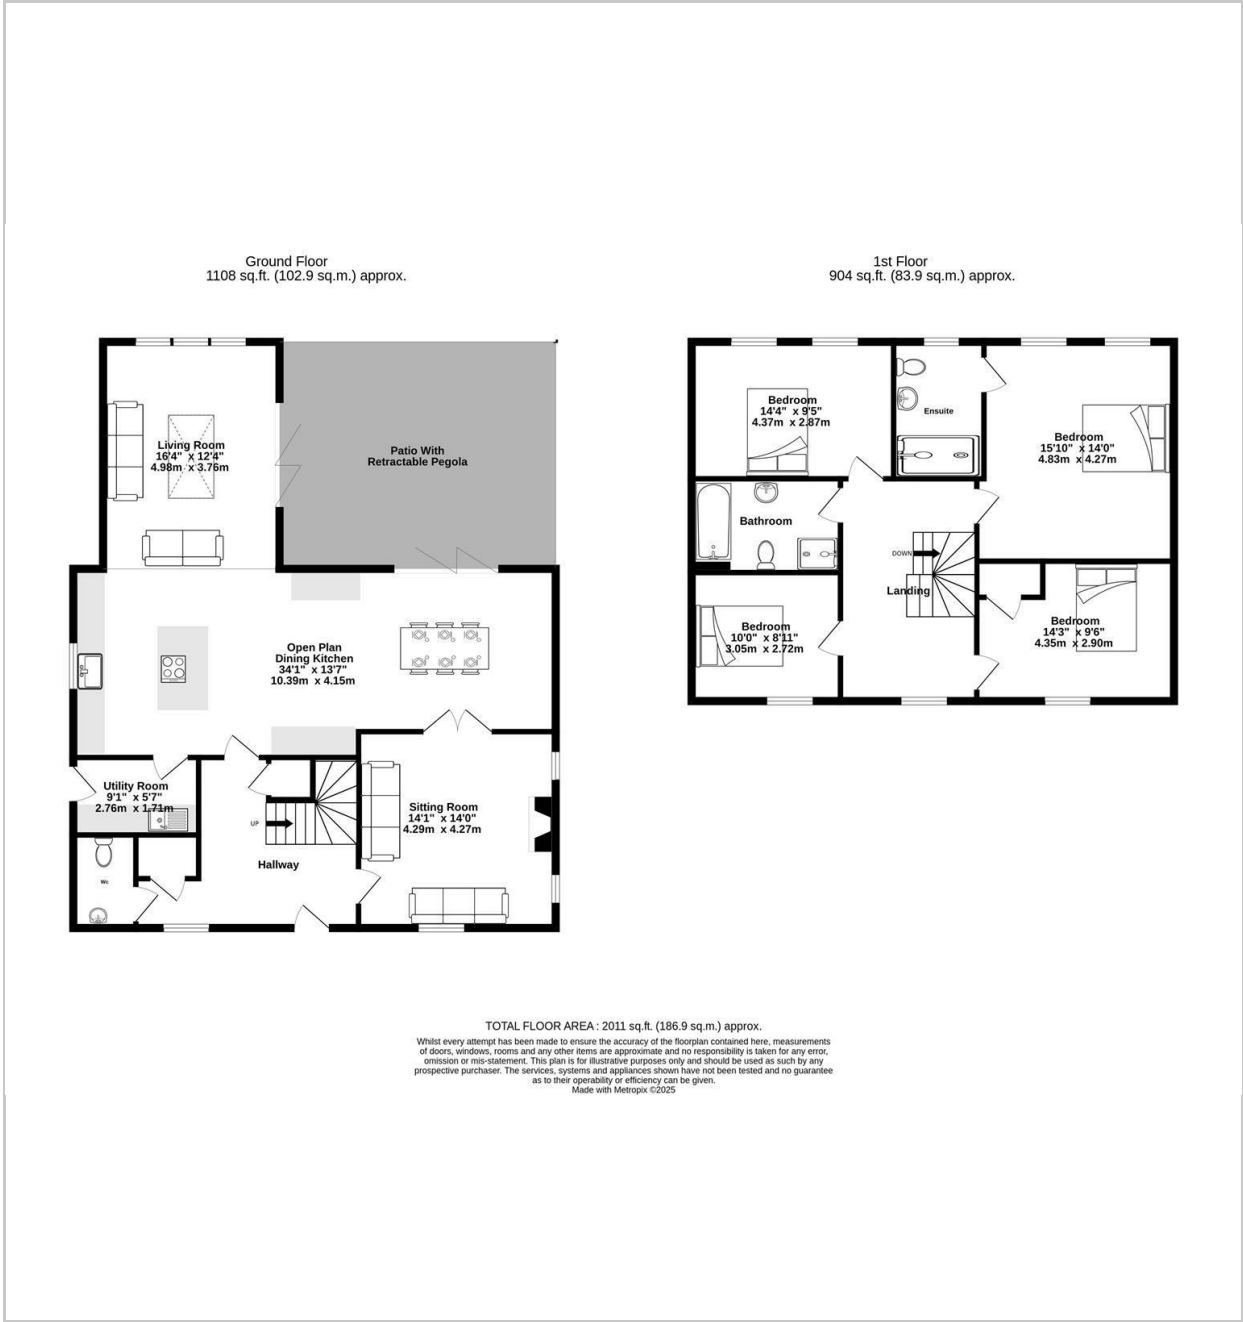 Ground Floor
1108 sq.ft. (102.9 sq.m.) approx.
1st Floor
904 sq.ft. (83.9 sq.m.) approx.
Living Room
16'4" x 12'4"
4.98m x 3.76m
Patio With
Retractable Pegola
Open Plan
Dining Kitchen
34'1" x 13'7"
10.39m x 4.15m
Utility Room
9'1" x 5'7"
2.76m x 1.71m
UP
Sitting Room
14'1" x 14'0"
4.29m x 4.27m
Hallway
Wc
Bedroom
14'4" x 9'5"
4.37m x 2.87m
Ensuite
Bedroom
15'10" x 14'0"
4.83m x 4.27m
Bathroom
DOWN
Landing
Bedroom
10'0" x 8'11"
3.05m x 2.72m
Bedroom
14'3" x 9'6"
4.35m x 2.90m
TOTAL FLOOR AREA : 2011 sq.ft. (186.9 sq.m.) approx.
Whilst every attempt has been made to ensure the accuracy of the floorplan contained here, measurements
of doors, windows, rooms and any other items are approximate and no responsibility is taken for any error,
omission or mis-statement. This plan is for illustrative purposes only and should be used as such by any
prospective purchaser. The services, systems and appliances shown have not been tested and no guarantee
as to their operability or efficiency can be given.
Made with Metropix ©2025